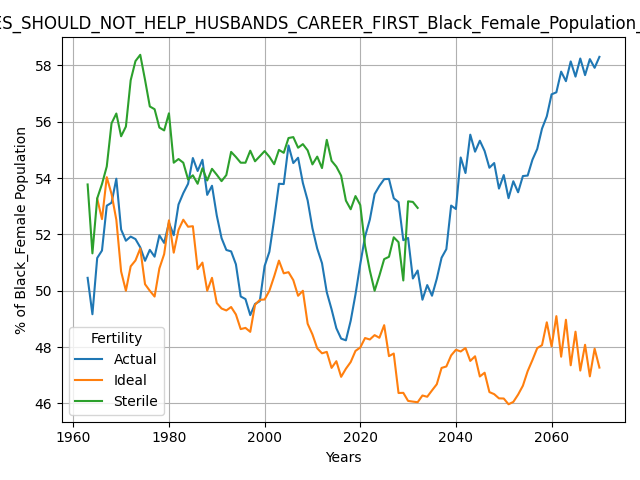 ES_SHOULD_NOT_HELP_HUSBANDS_CAREER_FIRST_Black_Female_Population_
% of Black_Female Population
58
56
54
52
50
48
46
Fertility
Actual
Ideal
Sterile
1960 1980 2000 2020 2040 2060
Years